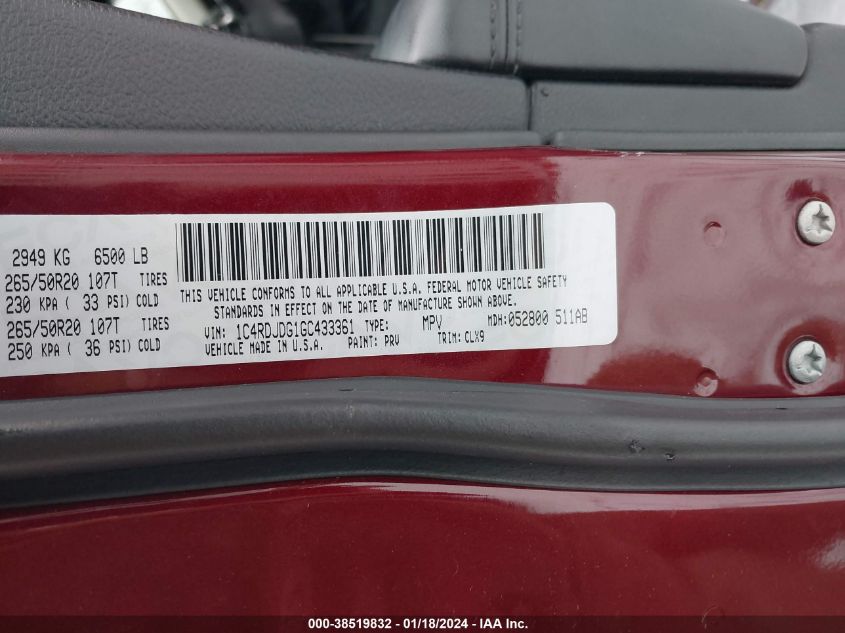 2949 KG 6500 LB
265/50R20 107T TIRES
230 KPA ( 33 PSI) COLD
265/50R20 107T TIRES
250 KPA ( 36 PSI) COLD
THIS VEHICLE CONFORMS TO ALL APPLICABLE U.S.A. FEDERAL MOTOR VEHICLE SAFETY
STANDARDS IN EFFECT ON THE DATE OF MANUFACTURE SHOWN ABOVE.
VIN: 1C4RDJDG1GC433361 TYPE: MPV MDH:052800 511AB
VEHICLE MADE IN U.S.A. PAINT: PRV TRIM: CLX9
000-38519832 - 01/18/2024 - IAA Inc.